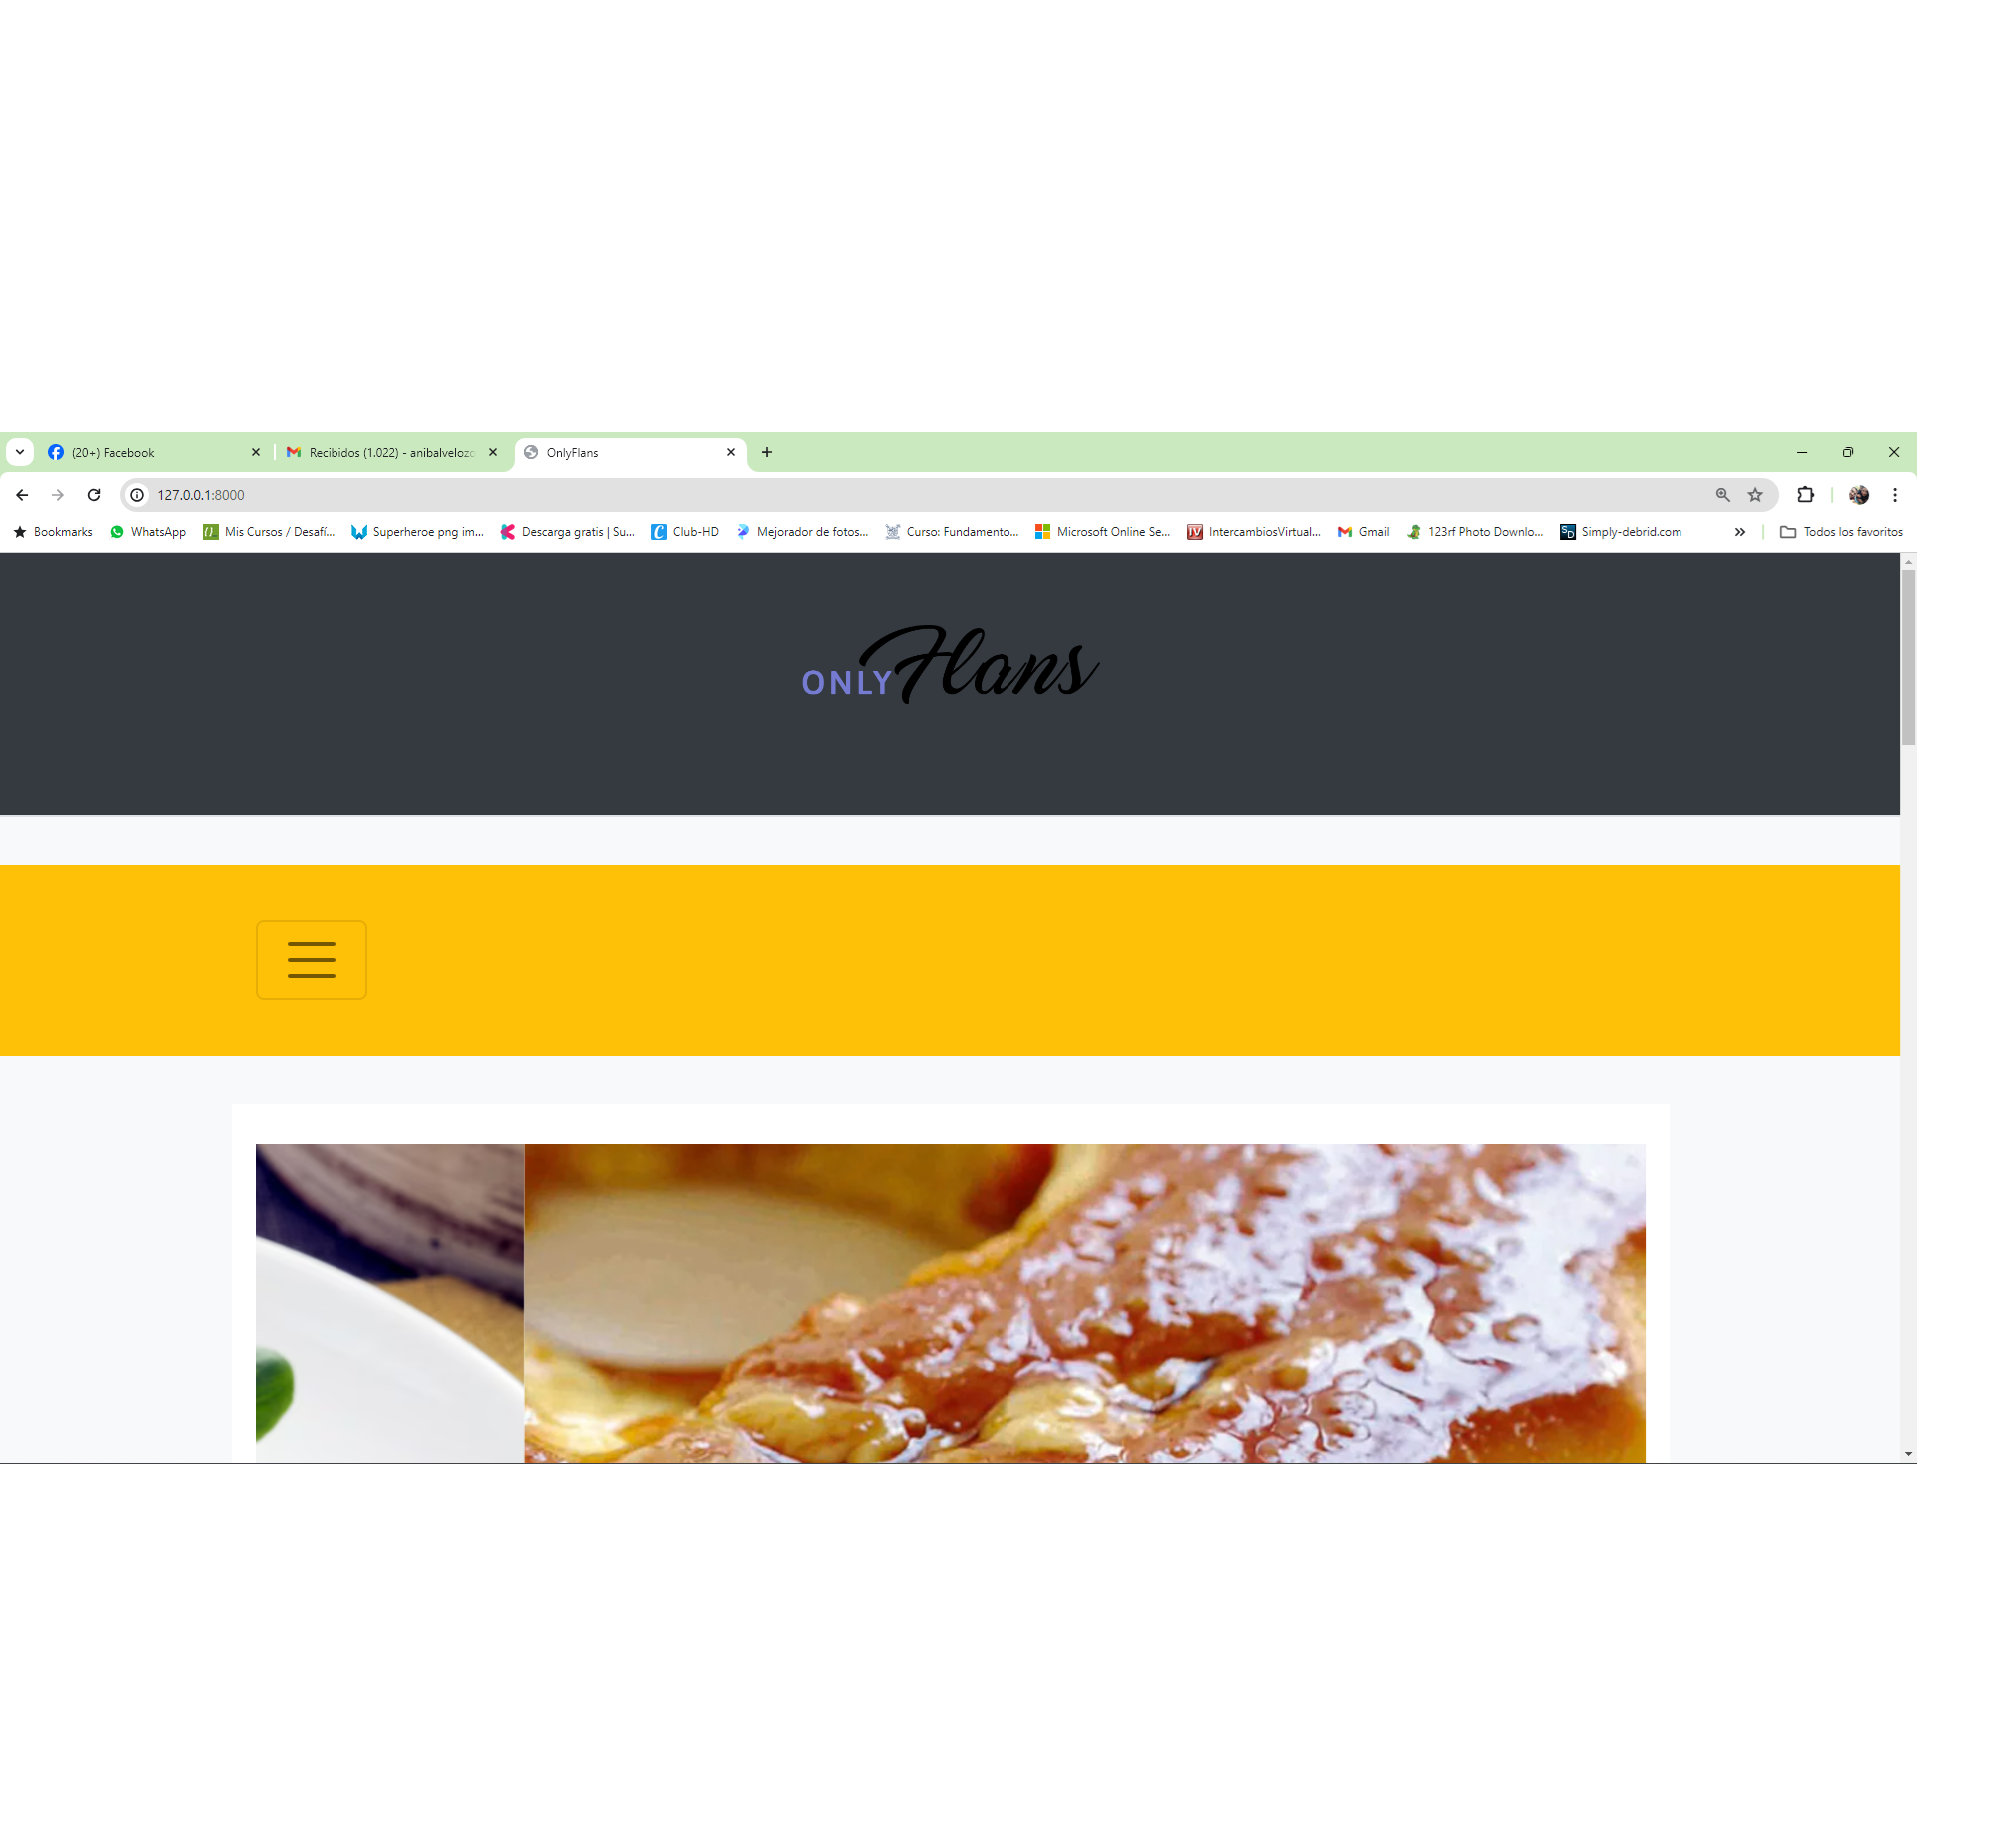 (20+) Facebook
Recibidos (1.022) - anibalvelozo
OnlyFlans
127.0.0.1:8000
Bookmarks
WhatsApp
Mis Cursos / Desafí...
Superheroe png im...
Descarga gratis | Su...
Club-HD
Mejorador de fotos...
Curso: Fundamento...
Microsoft Online Se...
IntercambiosVirtual...
Gmail
123rf Photo Downlo...
Simply-debrid.com
Todos los favoritos
ONLY Flans